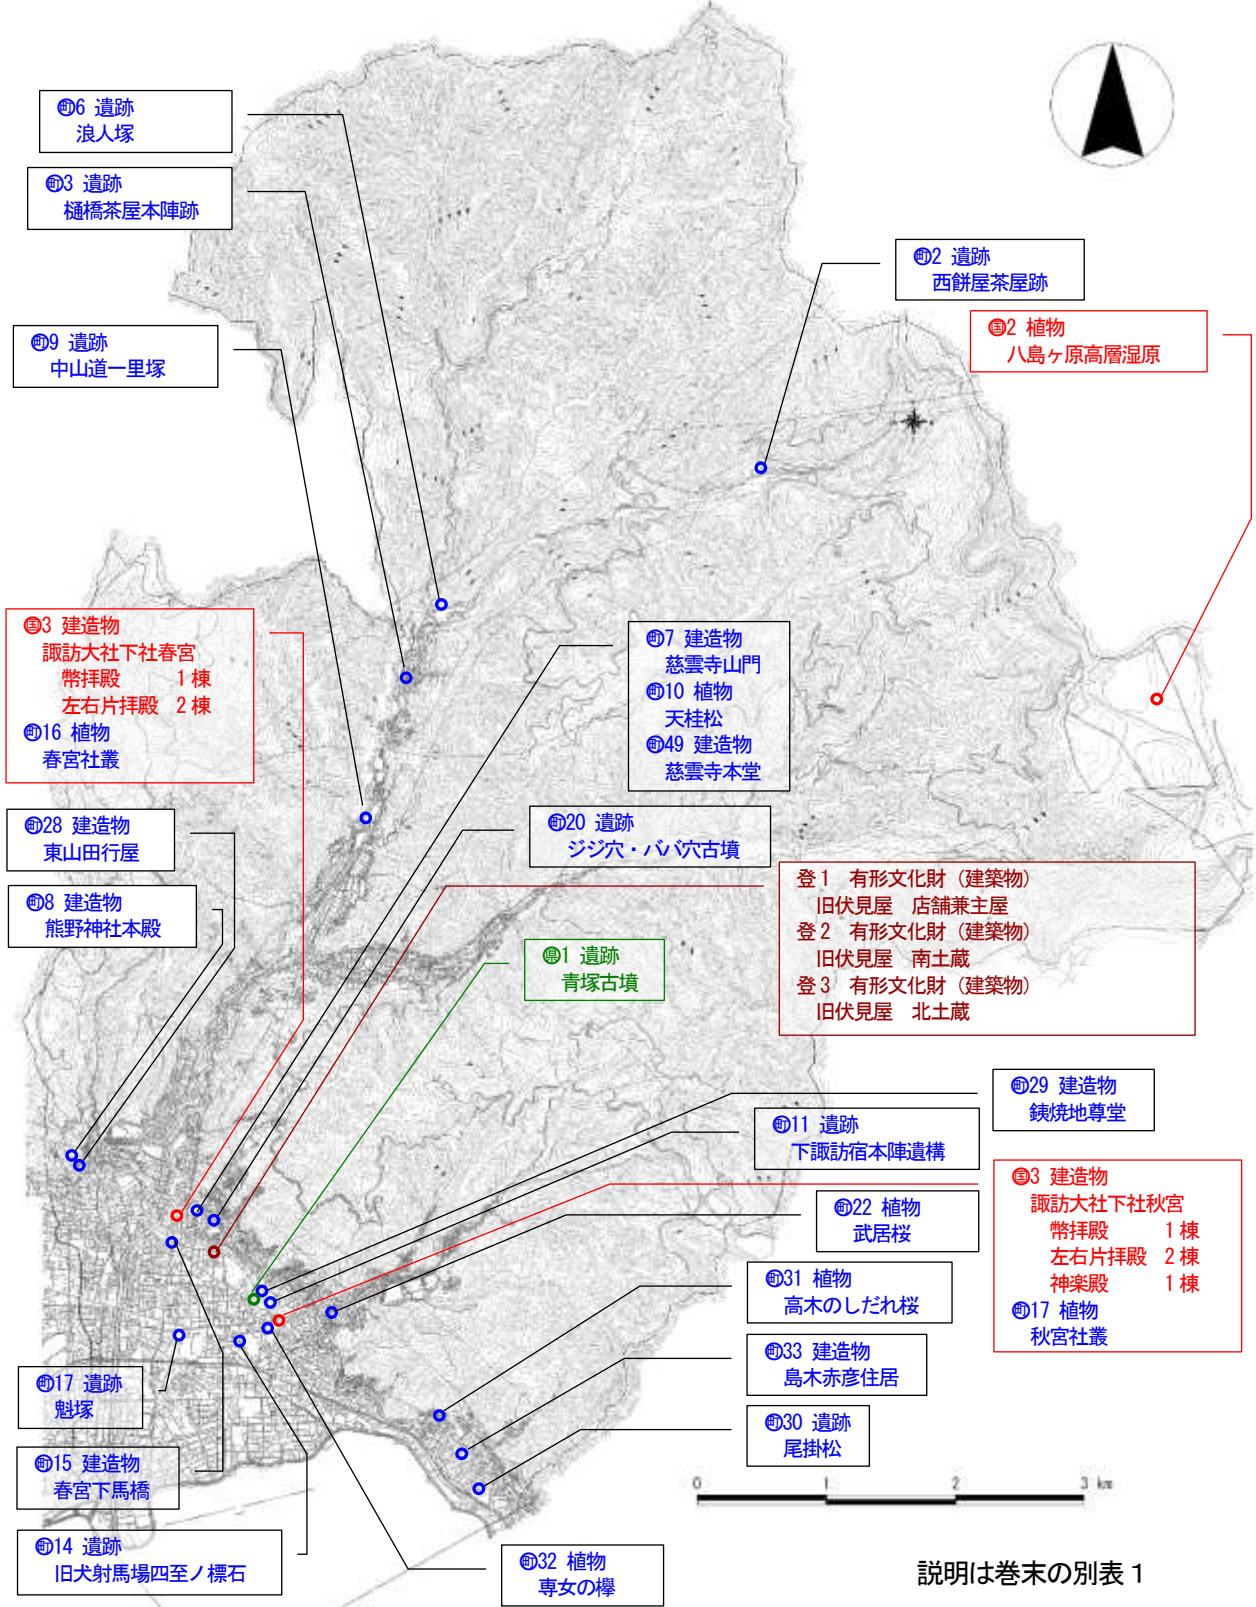 町6 遺跡
浪人塚
町3 遺跡
樋橋茶屋本陣跡
町2 遺跡
西餅屋茶屋跡
国2 植物
八島ヶ原高層湿原
町9 遺跡
中山道一里塚
国3 建造物
諏訪大社下社春宮
幣拝殿 1棟
左右片拝殿 2棟
町16 植物
春宮社叢
町7 建造物
慈雲寺山門
町10 植物
天桂松
町49 建造物
慈雲寺本堂
町28 建造物
東山田行屋
町20 遺跡
ジジ穴・ババ穴古墳
町8 建造物
熊野神社本殿
登1 有形文化財(建築物)
旧伏見屋 店舗兼主屋
登2 有形文化財(建築物)
旧伏見屋 南土蔵
登3 有形文化財(建築物)
旧伏見屋 北土蔵
県1 遺跡
青塚古墳
町29 建造物
銕焼地尊堂
町11 遺跡
下諏訪宿本陣遺構
国3 建造物
諏訪大社下社秋宮
幣拝殿 1棟
左右片拝殿 2棟
神楽殿 1棟
町17 植物
秋宮社叢
町22 植物
武居桜
町31 植物
高木のしだれ桜
町33 建造物
島木赤彦住居
町17 遺跡
魁塚
町30 遺跡
尾掛松
町15 建造物
春宮下馬橋
0 1 2 3 km
町14 遺跡
旧犬射馬場四至ノ標石
町32 植物
専女の欅
説明は巻末の別表1